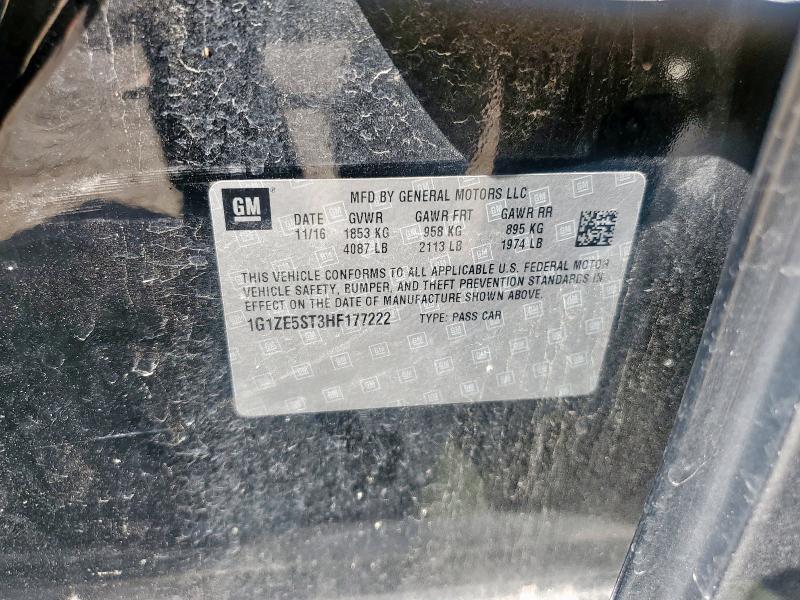 GM ® MFD BY GENERAL MOTORS LLC
DATE GVWR GAWR FRT GAWR RR
11/16 1853 KG 958 KG 895 KG
4087 LB 2113 LB 1974 LB
THIS VEHICLE CONFORMS TO ALL APPLICABLE U.S. FEDERAL MOTOR
VEHICLE SAFETY, BUMPER, AND THEFT PREVENTION STANDARDS IN
EFFECT ON THE DATE OF MANUFACTURE SHOWN ABOVE.
1G1ZE5ST3HF177222 TYPE: PASS CAR